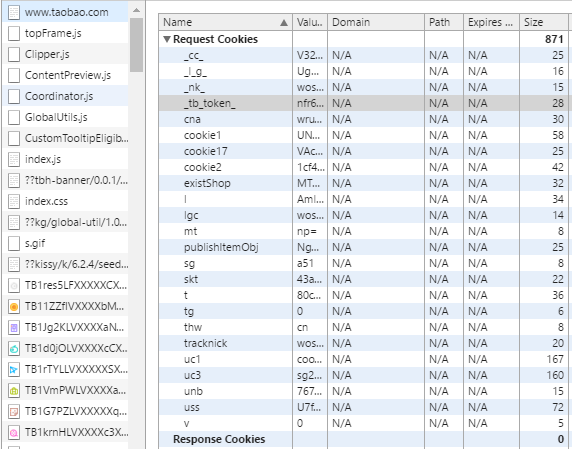 www.taobao.com
topFrame.js
Clipper.js
ContentPreview.js
Coordinator.js
GlobalUtils.js
CustomTooltipEligib...
index.js
??tbh-banner/0.0.1/...
index.css
??kg/global-util/1.0...
s.gif
??kissy/k/6.2.4/seed...
TB1res5LFXXXXXCX...
TB11ZZfIVXXXXbM...
TB1Jg2KLVXXXXaN...
TB1d0jOLVXXXXcCX...
TB1rTYLLVXXXXXSX...
TB1VmPWLVXXXXa...
TB1G7PZLVXXXXXq...
TB1krnHLVXXXXc3X...
Name Valu... Domain Path Expires ... Size
Request Cookies 871
_cc_ V32... N/A N/A N/A 25
_l_g_ Ug... N/A N/A N/A 16
_nk_ wos... N/A N/A N/A 15
_tb_token_ nfr6... N/A N/A N/A 28
cna wru... N/A N/A N/A 30
cookie1 UN... N/A N/A N/A 58
cookie17 VAc... N/A N/A N/A 25
cookie2 1cf4... N/A N/A N/A 42
existShop MT... N/A N/A N/A 32
l Aml... N/A N/A N/A 34
lgc wos... N/A N/A N/A 14
mt np= N/A N/A N/A 8
publishItemObj Ng... N/A N/A N/A 25
sg a51 N/A N/A N/A 8
skt 43a... N/A N/A N/A 22
t 80c... N/A N/A N/A 36
tg 0 N/A N/A N/A 6
thw cn N/A N/A N/A 8
tracknick wos... N/A N/A N/A 20
uc1 coo... N/A N/A N/A 167
uc3 sg2... N/A N/A N/A 160
unb 767... N/A N/A N/A 15
uss U7f... N/A N/A N/A 72
v 0 N/A N/A N/A 5
Response Cookies 0